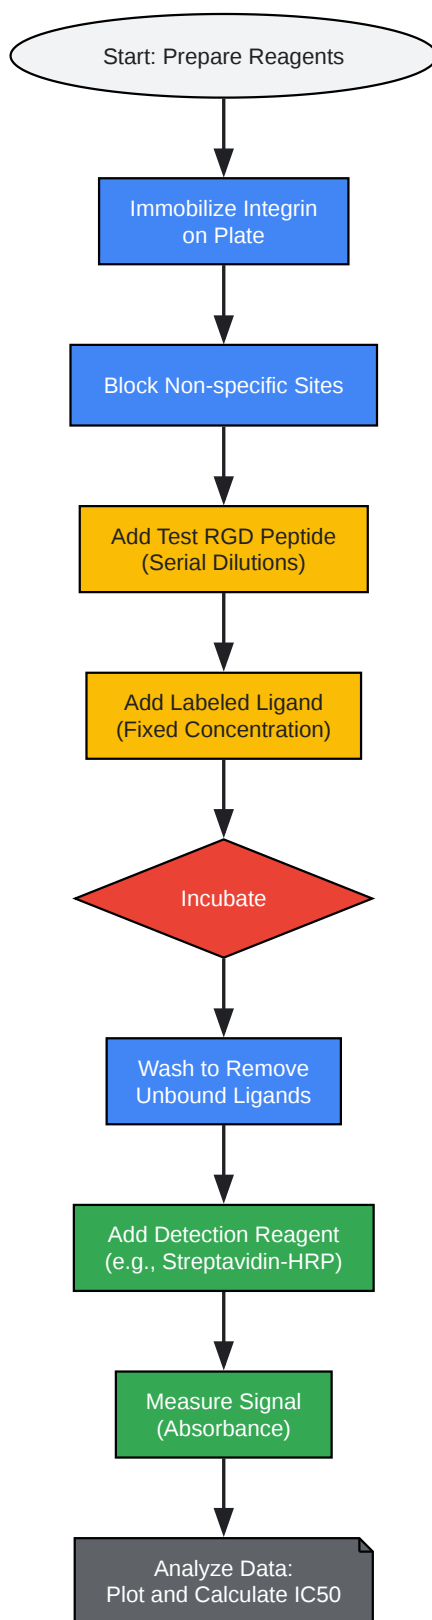 Start: Prepare Reagents
Immobilize Integrin
on Plate
Block Non-specific Sites
Add Test RGD Peptide
(Serial Dilutions)
Add Labeled Ligand
(Fixed Concentration)
Incubate
Wash to Remove
Unbound Ligands
Add Detection Reagent
(e.g., Streptavidin-HRP)
Measure Signal
(Absorbance)
Analyze Data:
Plot and Calculate IC50